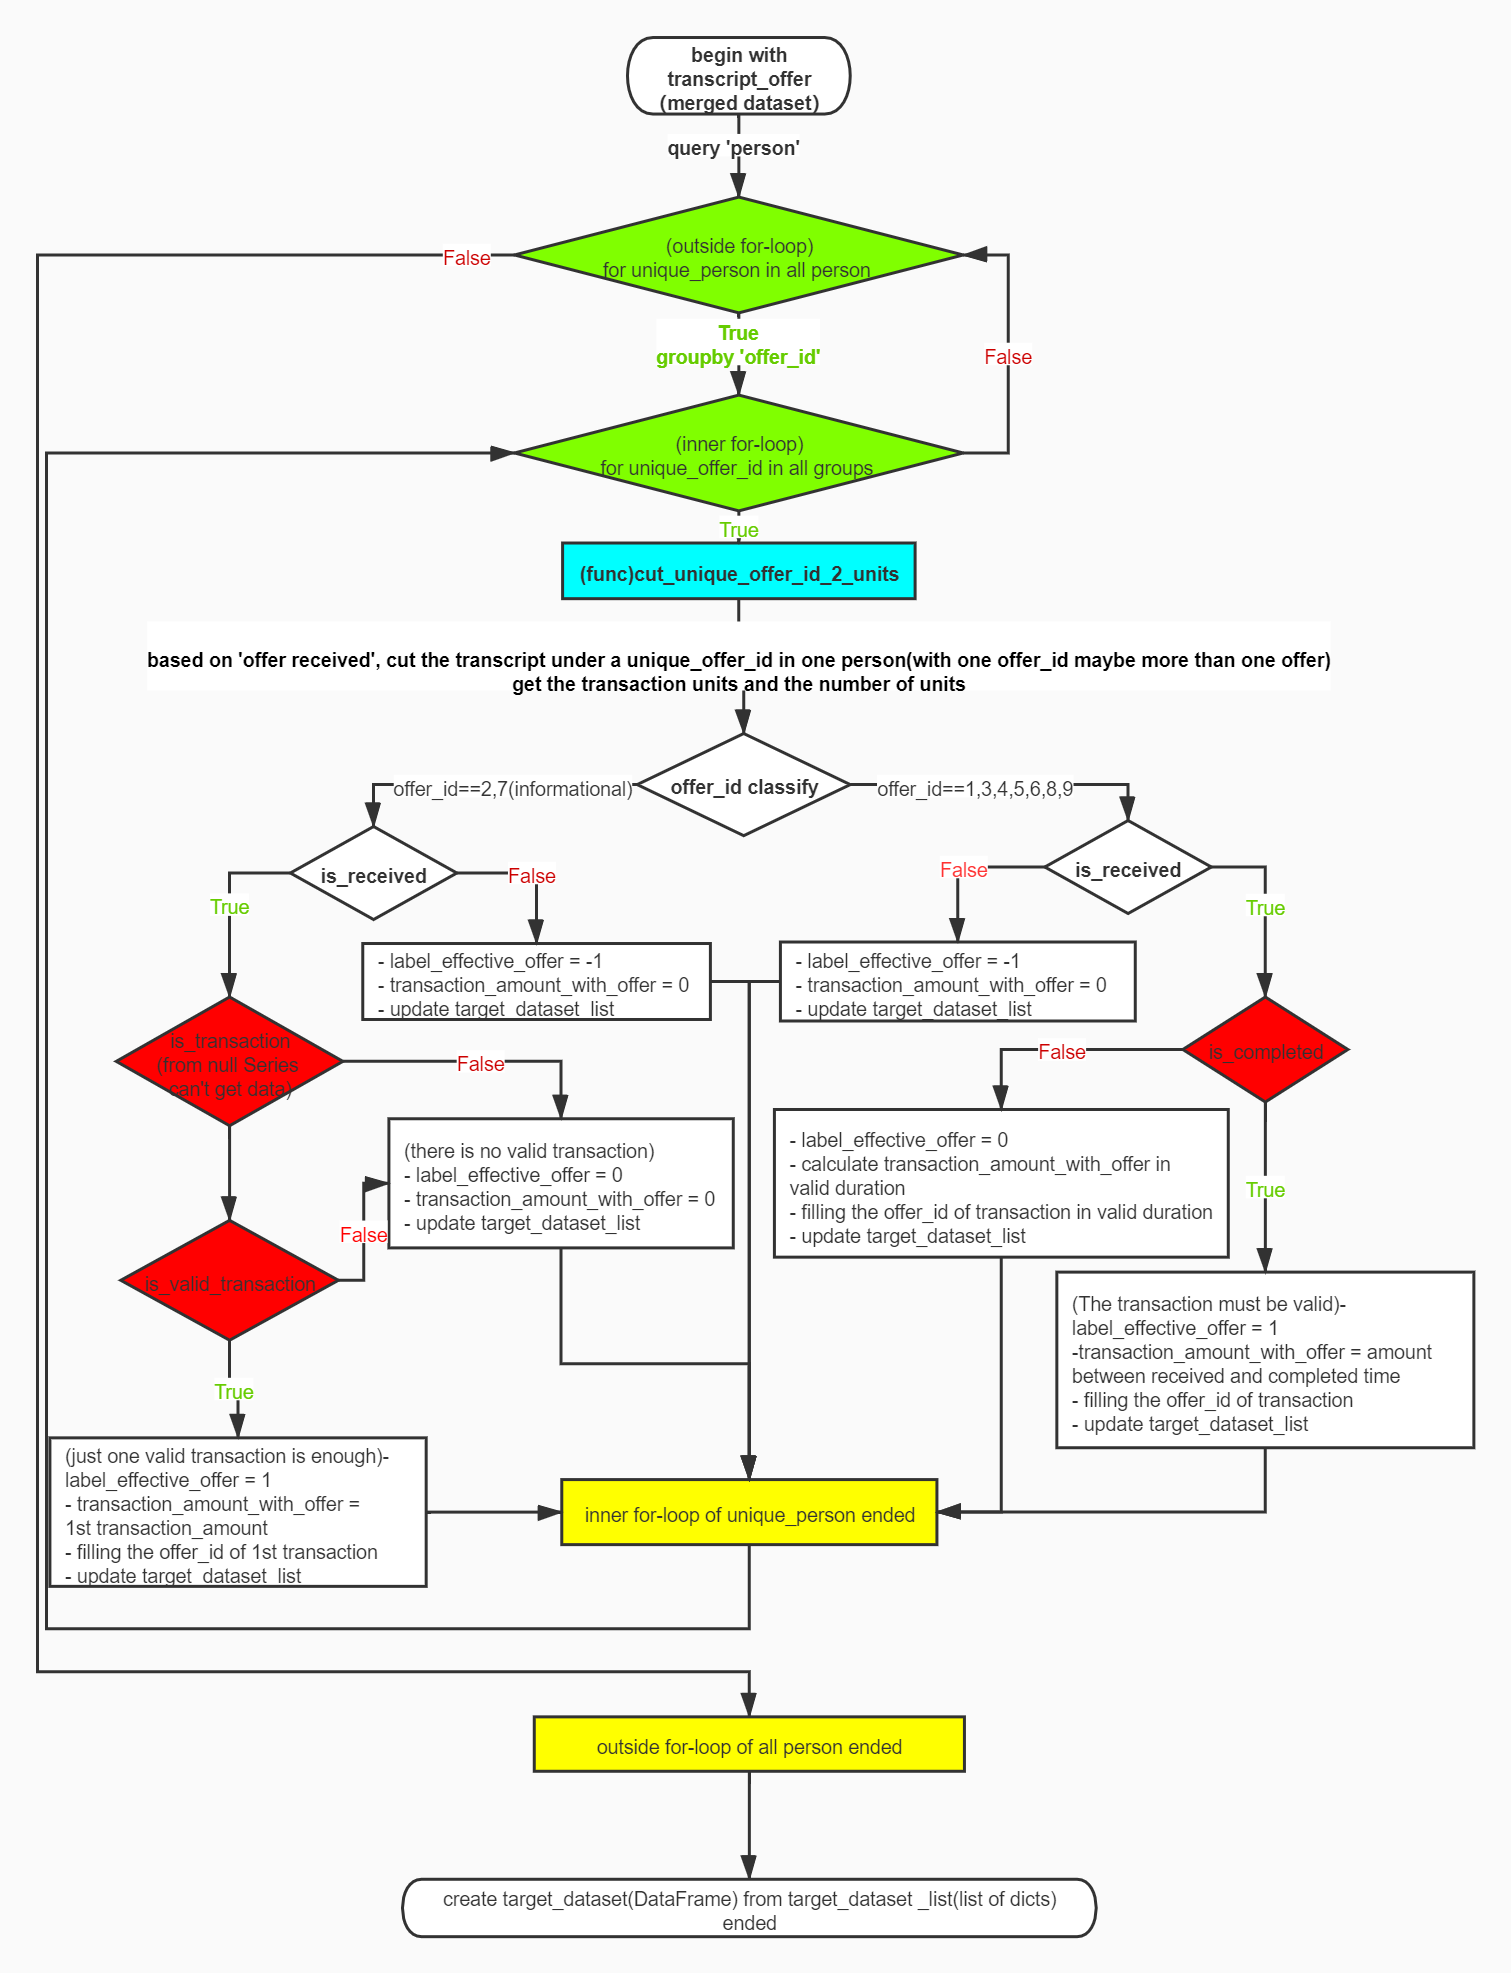 begin with
transcript_offer
(merged dataset)
query 'person'
(outside for-loop)
for unique_person in all person
False
True
groupby 'offer_id'
False
(inner for-loop)
for unique_offer_id in all groups
True
(func)cut_unique_offer_id_2_units
based on 'offer received', cut the transcript under a unique_offer_id in one person(with one offer_id maybe more than one offer)
get the transaction units and the number of units
offer_id classify
offer_id==2,7(informational)
offer_id==1,3,4,5,6,8,9
is_received
False
True
is_received
False
True
- label_effective_offer = -1
- transaction_amount_with_offer = 0
- update target_dataset_list
- label_effective_offer = -1
- transaction_amount_with_offer = 0
- update target_dataset_list
is_transaction
(from null Series
can't get data)
False
is_completed
False
True
(there is no valid transaction)
- label_effective_offer = 0
- transaction_amount_with_offer = 0
- update target_dataset_list
- label_effective_offer = 0
- calculate transaction_amount_with_offer in
valid duration
- filling the offer_id of transaction in valid duration
- update target_dataset_list
is_valid_transaction
False
True
(The transaction must be valid)-
label_effective_offer = 1
-transaction_amount_with_offer = amount
between received and completed time
- filling the offer_id of transaction
- update target_dataset_list
(just one valid transaction is enough)-
label_effective_offer = 1
- transaction_amount_with_offer =
1st transaction_amount
- filling the offer_id of 1st transaction
- update target_dataset_list
inner for-loop of unique_person ended
outside for-loop of all person ended
create target_dataset(DataFrame) from target_dataset _list(list of dicts)
ended